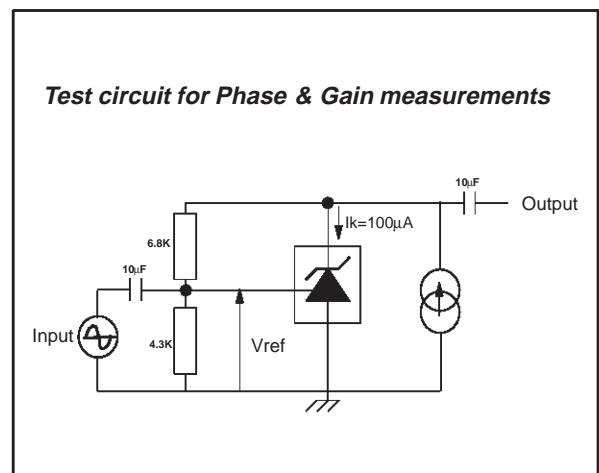 Test circuit for Phase & Gain measurements
10μF
Output
Ik=100μA
6.8K
10μF
Input
4.3K
Vref